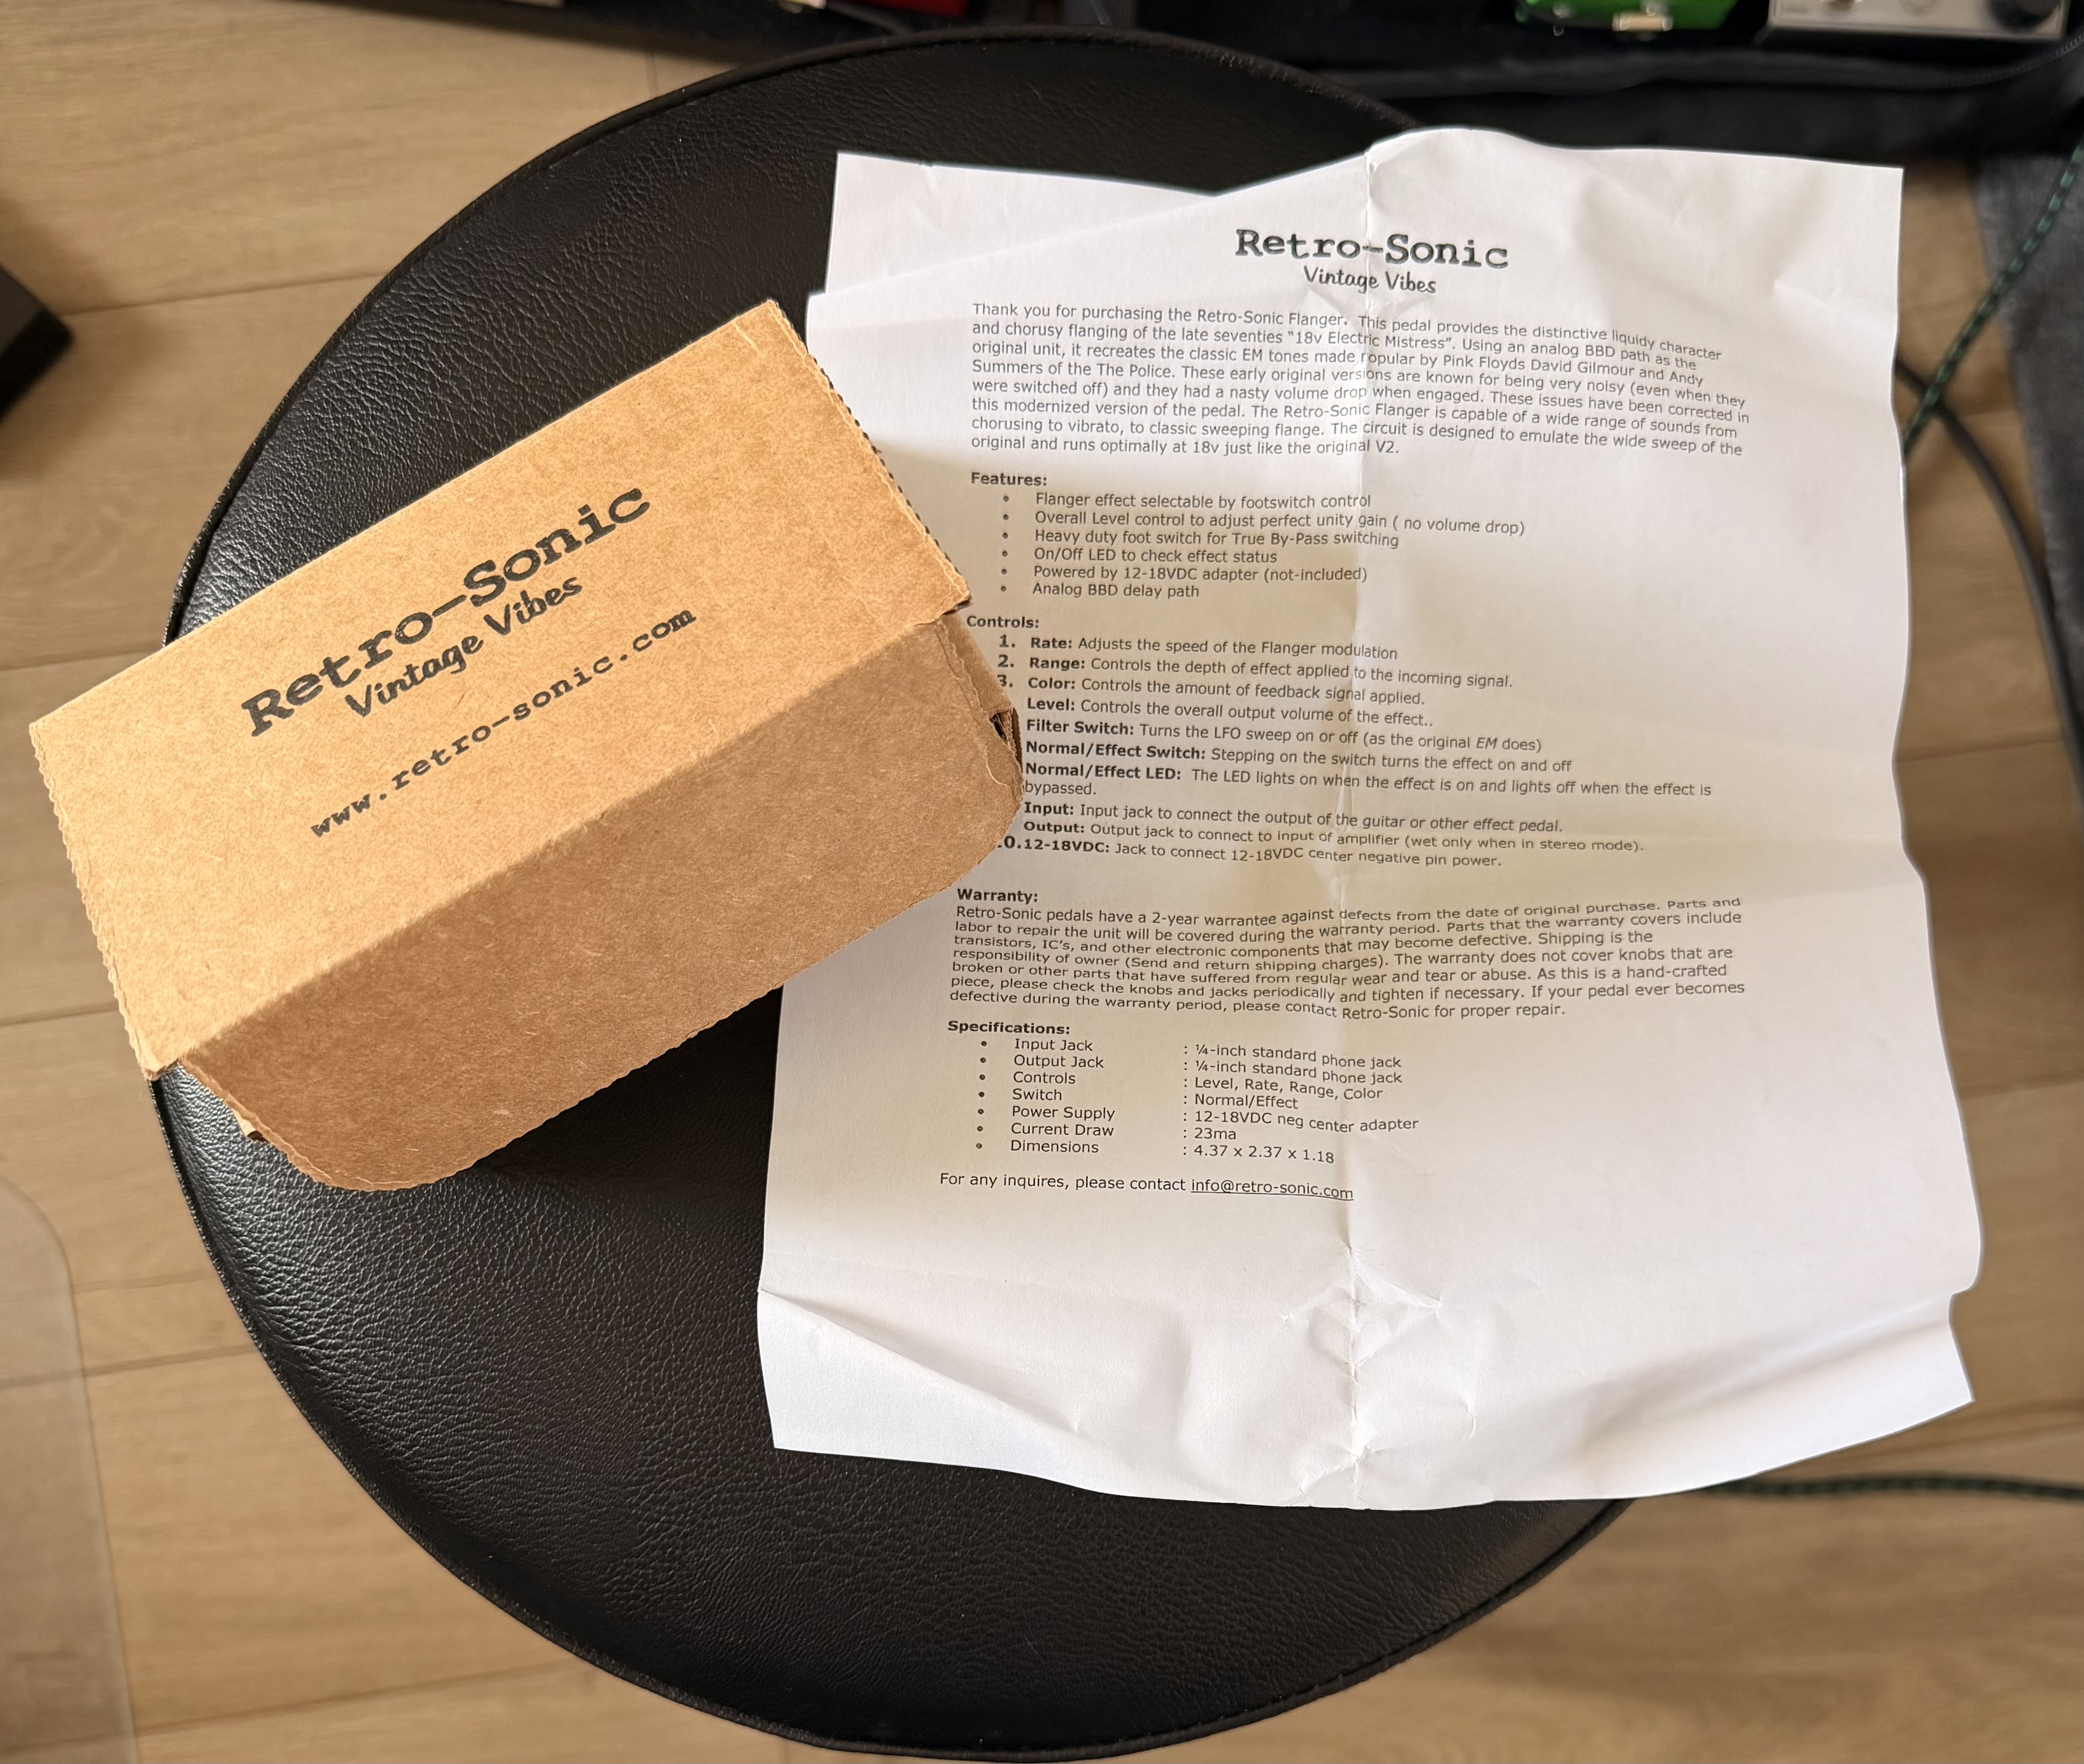 Retro-Sonic
Vintage Vibes
www.retro-sonic.com
Retro-Sonic
Vintage Vibes
Thank you for purchasing the Retro-Sonic Flanger. This pedal provides the distinctive liquidy character
and chorusy flanging of the late seventies "18v Electric Mistress". Using an analog BBD path as the
original unit, it recreates the classic EM tones made popular by Pink Floyds David Gilmour and Andy
Summers of the The Police. These early original versions are known for being very noisy (even when they
were switched off) and they had a nasty volume drop when engaged. These issues have been corrected in
this modernized version of the pedal. The Retro-Sonic Flanger is capable of a wide range of sounds from
chorusing to vibrato, to classic sweeping flange. The circuit is designed to emulate the wide sweep of the
original and runs optimally at 18v just like the original V2.
Features:
• Flanger effect selectable by footswitch control
• Overall Level control to adjust perfect unity gain ( no volume drop)
• Heavy duty foot switch for True By-Pass switching
• On/Off LED to check effect status
• Powered by 12-18VDC adapter (not-included)
• Analog BBD delay path
Controls:
1. Rate: Adjusts the speed of the Flanger modulation
2. Range: Controls the depth of effect applied to the incoming signal.
3. Color: Controls the amount of feedback signal applied.
Level: Controls the overall output volume of the effect..
Filter Switch: Turns the LFO sweep on or off (as the original EM does)
Normal/Effect Switch: Stepping on the switch turns the effect on and off
Normal/Effect LED: The LED lights on when the effect is on and lights off when the effect is
bypassed.
Input: Input jack to connect the output of the guitar or other effect pedal.
Output: Output jack to connect to input of amplifier (wet only when in stereo mode).
0. 12-18VDC: Jack to connect 12-18VDC center negative pin power.
Warranty:
Retro-Sonic pedals have a 2-year warrantee against defects from the date of original purchase. Parts and
labor to repair the unit will be covered during the warranty period. Parts that the warranty covers include
transistors, IC's, and other electronic components that may become defective. Shipping is the
responsibility of owner (Send and return shipping charges). The warranty does not cover knobs that are
broken or other parts that have suffered from regular wear and tear or abuse. As this is a hand-crafted
piece, please check the knobs and jacks periodically and tighten if necessary. If your pedal ever becomes
defective during the warranty period, please contact Retro-Sonic for proper repair.
Specifications:
• Input Jack : ¼-inch standard phone jack
• Output Jack : ¼-inch standard phone jack
• Controls : Level, Rate, Range, Color
• Switch : Normal/Effect
• Power Supply : 12-18VDC neg center adapter
• Current Draw : 23ma
• Dimensions : 4.37 x 2.37 x 1.18
For any inquires, please contact info@retro-sonic.com